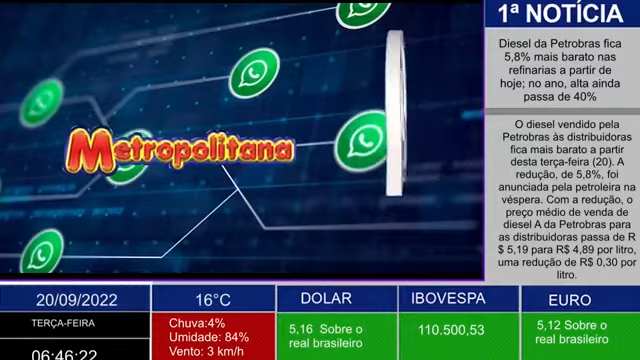 Metropolitana
1ª NOTÍCIA
Diesel da Petrobras fica
5,8% mais barato nas
refinarias a partir de
hoje; no ano, alta ainda
passa de 40%
O diesel vendido pela
Petrobras às distribuidoras
fica mais barato a partir
desta terça-feira (20). A
redução, de 5,8%, foi
anunciada pela petroleira na
véspera. Com a redução, o
preço médio de venda de
diesel A da Petrobras para
as distribuidoras passa de R
$ 5,19 para R$ 4,89 por litro,
uma redução de R$ 0,30 por
litro.
20/09/2022
TERÇA-FEIRA
06:46:22
16°C
Chuva:4%
Umidade: 84%
Vento: 3 km/h
DOLAR
5,16 Sobre o
real brasileiro
IBOVESPA
110.500,53
EURO
5,12 Sobre o
real brasileiro